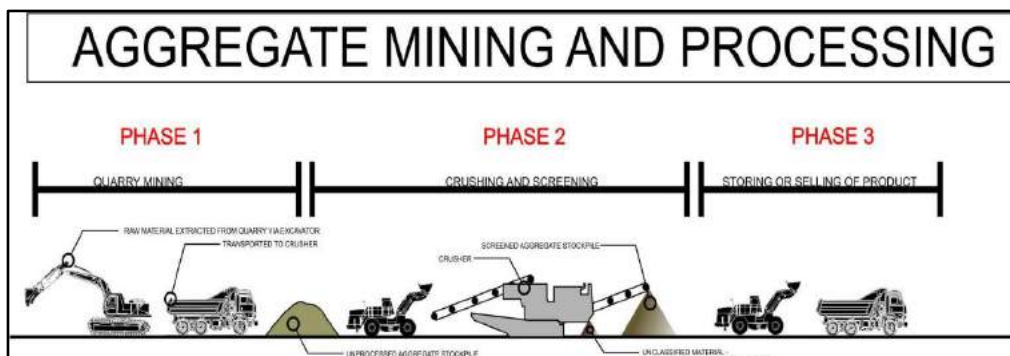 AGGREGATE MINING AND PROCESSING
PHASE 1
PHASE 2
PHASE 3
QUARRY MINING
CRUSHING AND SCREENING
STORING OR SELLING OF PRODUCT
RAW MATERIAL EXTRACTED FROM QUARRY VIA EXCAVATOR
TRANSPORTED TO CRUSHER
SCREENED AGGREGATE STOCKPILE
CRUSHER
UNPROCESSED AGGREGATE STOCKPILE
UNCLASSIFIED MATERIAL -